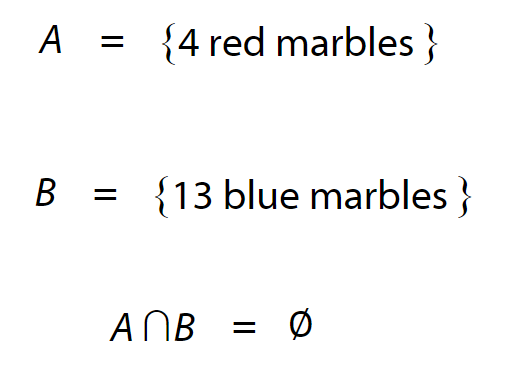 A = {4 red marbles }
B = {13 blue marbles }
A∩B = ∅